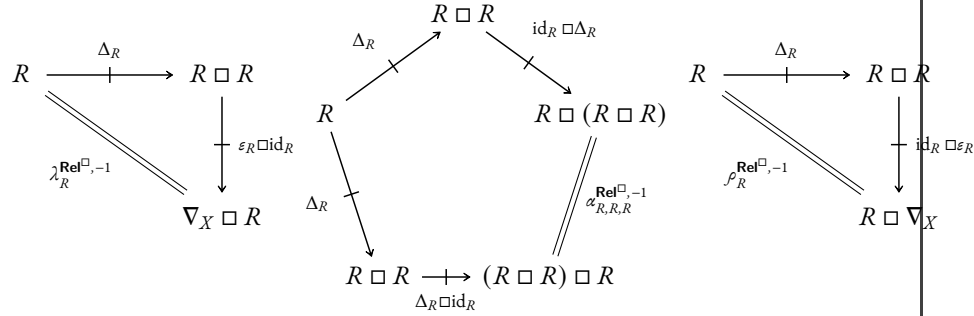 R □ R
Δ_R
id_R □ Δ_R
Δ_R
Δ_R
R
R □ R
R
R □ R
R
R □ (R □ R)
ε_R □ id_R
id_R □ ε_R
λ_R^{Rel^□,−1}
ρ_R^{Rel^□,−1}
Δ_R
α_{R,R,R}^{Rel^□,−1}
∇_X □ R
R □ ∇_X
R □ R
(R □ R) □ R
Δ_R □ id_R